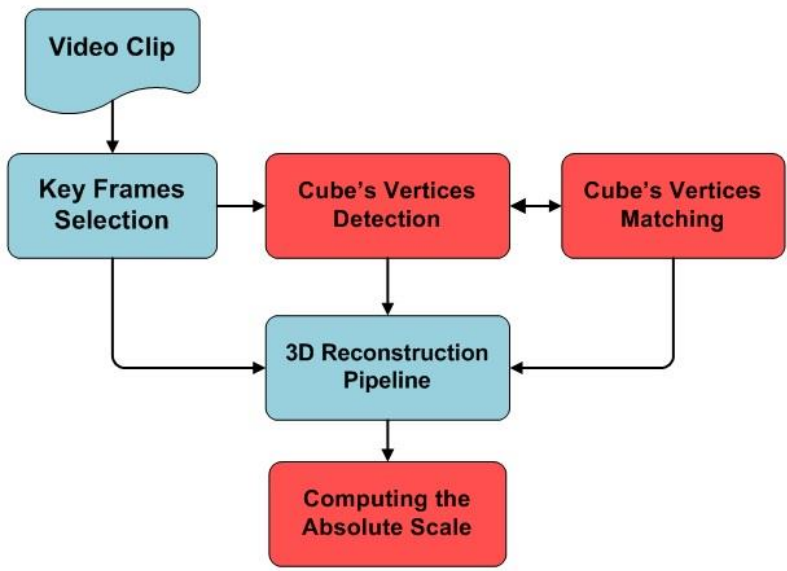 Video Clip
Key Frames
Selection
Cube's Vertices
Detection
Cube's Vertices
Matching
3D Reconstruction
Pipeline
Computing the
Absolute Scale